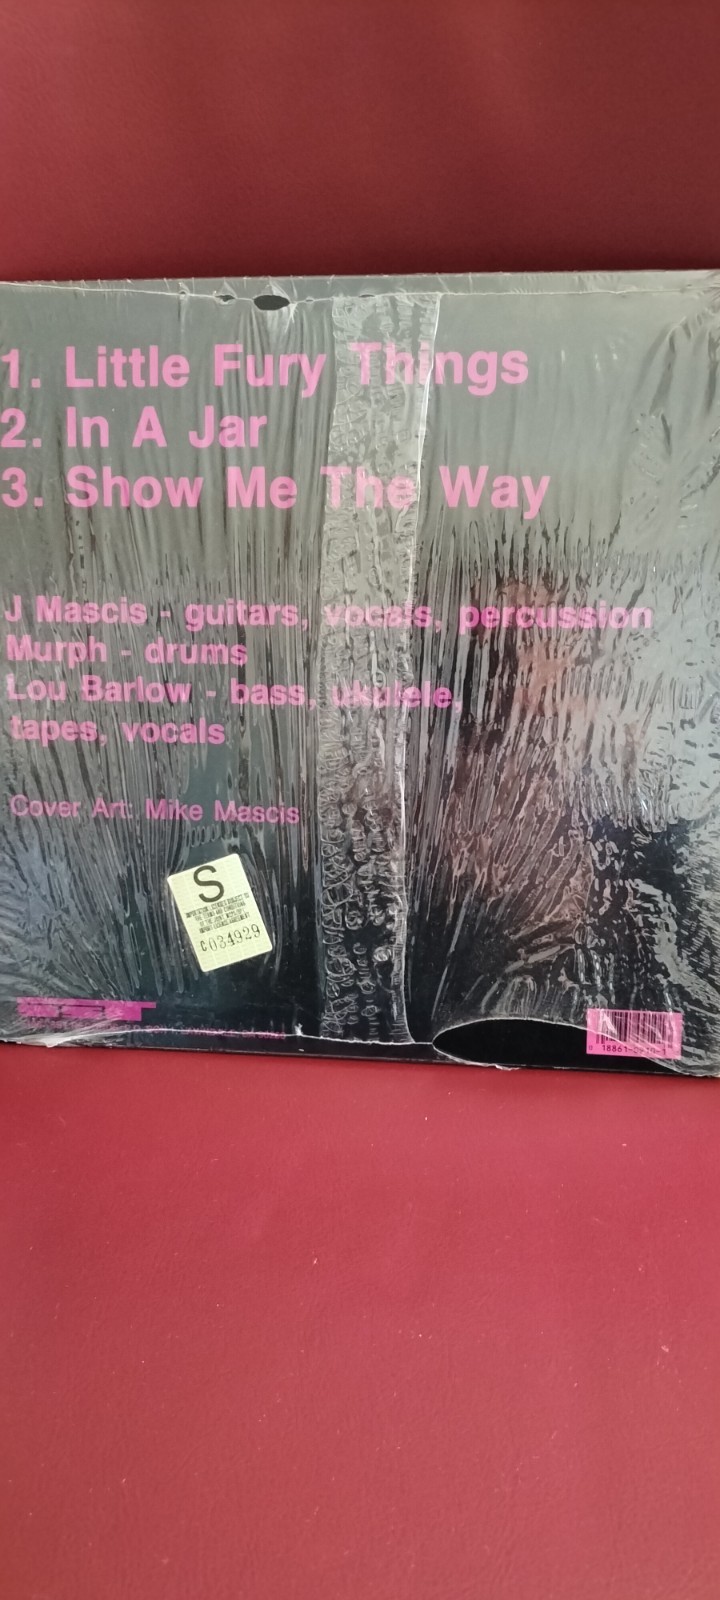 1. Little Fury Things
2. In A Jar
3. Show Me The Way
J Mascis - guitars, vocals, percussion
Murph - drums
Lou Barlow - bass, ukulele,
tapes, vocals
Cover Art: Mike Mascis
S
C034929